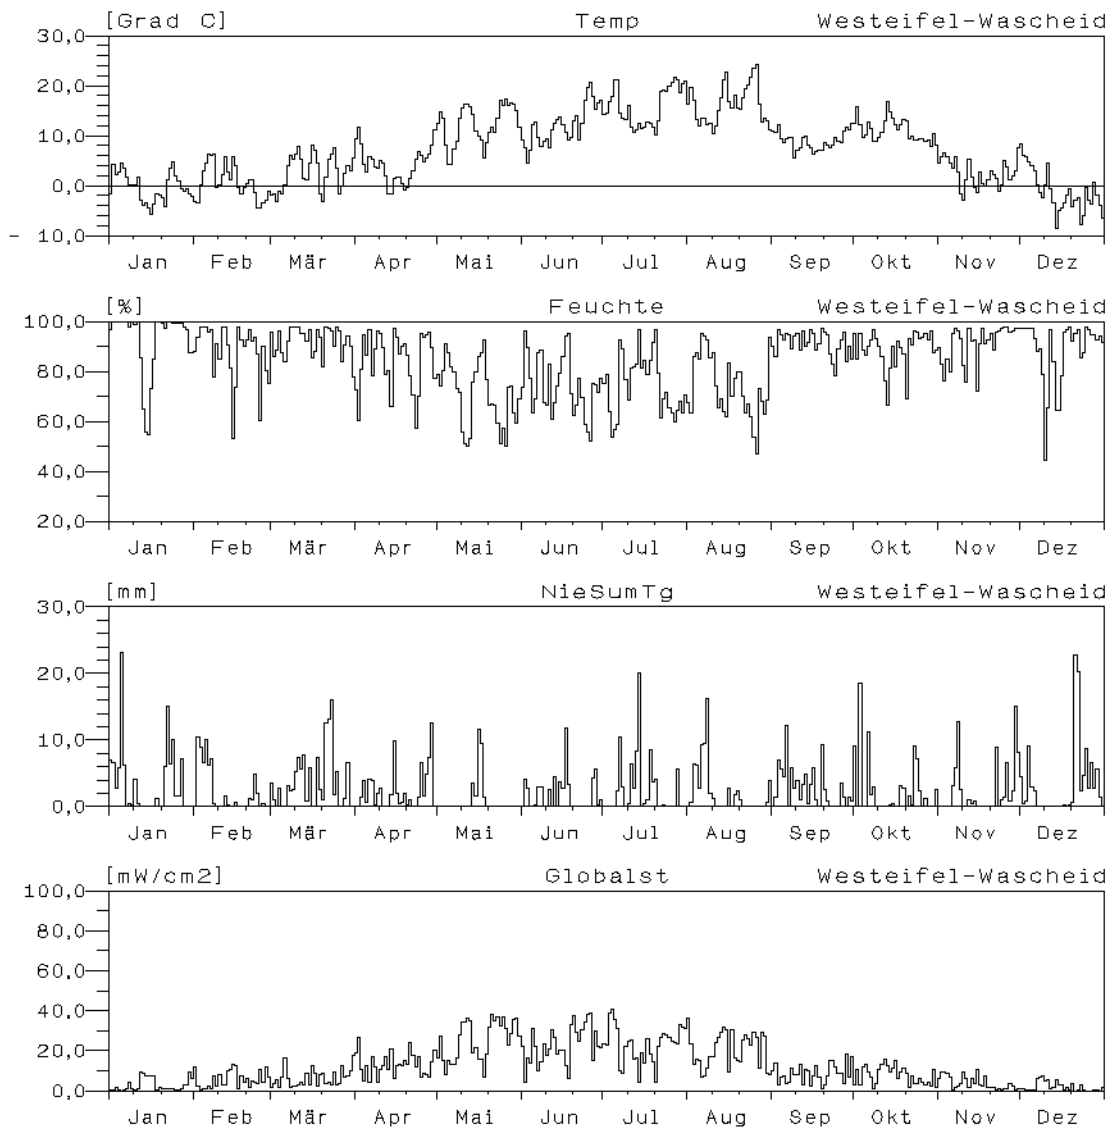 [Grad C] Temp Westeifel-Wascheid
30,0
20,0
10,0
0,0
- 10,0
Jan Feb Mär Apr Mai Jun Jul Aug Sep Okt Nov Dez
[%] Feuchte Westeifel-Wascheid
100,0
80,0
60,0
40,0
20,0
Jan Feb Mär Apr Mai Jun Jul Aug Sep Okt Nov Dez
[mm] NieSumTg Westeifel-Wascheid
30,0
20,0
10,0
0,0
Jan Feb Mär Apr Mai Jun Jul Aug Sep Okt Nov Dez
[mW/cm2] Globalst Westeifel-Wascheid
100,0
80,0
60,0
40,0
20,0
0,0
Jan Feb Mär Apr Mai Jun Jul Aug Sep Okt Nov Dez